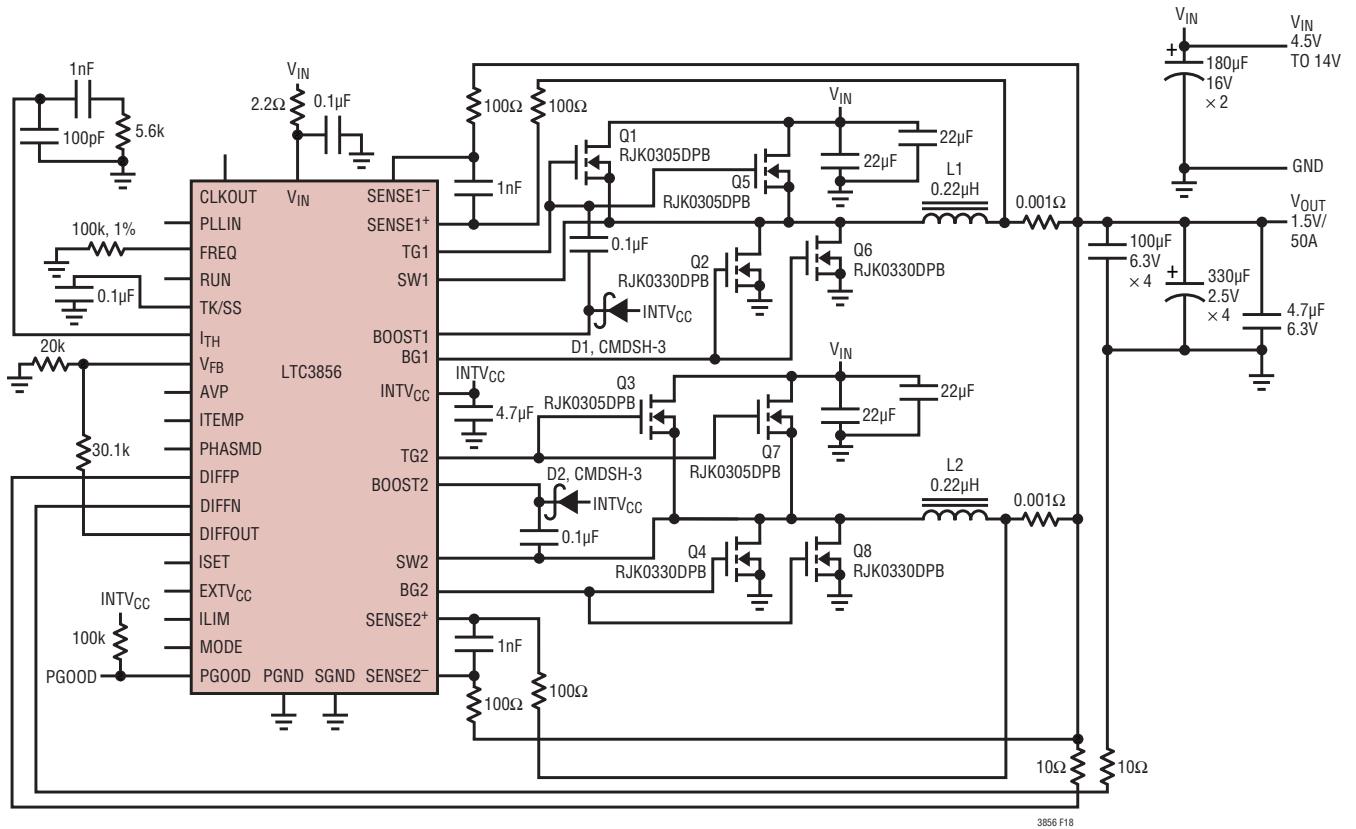 1nF
100pF
5.6k
VIN
2.2Ω
0.1µF
100Ω
100Ω
1nF
Q1
RJK0305DPB
Q5
RJK0305DPB
VIN
22µF
22µF
L1
0.22µH
0.001Ω
VIN
180µF
16V
× 2
VIN
4.5V
TO 14V
GND
VOUT
1.5V/
50A
CLKOUT
VIN
SENSE1–
PLLIN
SENSE1+
100k, 1%
FREQ
TG1
RUN
SW1
0.1µF
TK/SS
ITH
BOOST1
20k
VFB
BG1
LTC3856
AVP
INTVCC
ITEMP
30.1k
PHASMD
TG2
DIFFP
BOOST2
DIFFN
DIFFOUT
ISET
SW2
EXTVCC
BG2
INTVCC
ILIM
SENSE2+
100k
MODE
PGOOD
PGOOD
PGND
SGND
SENSE2–
0.1µF
Q2
RJK0330DPB
Q6
RJK0330DPB
INTVCC
D1, CMDSH-3
100µF
6.3V
× 4
+
330µF
2.5V
× 4
4.7µF
6.3V
+
INTVCC
4.7µF
Q3
RJK0305DPB
Q7
RJK0305DPB
VIN
22µF
22µF
D2, CMDSH-3
INTVCC
0.1µF
L2
0.22µH
0.001Ω
Q4
RJK0330DPB
Q8
RJK0330DPB
1nF
100Ω
100Ω
10Ω
10Ω
3856 F18